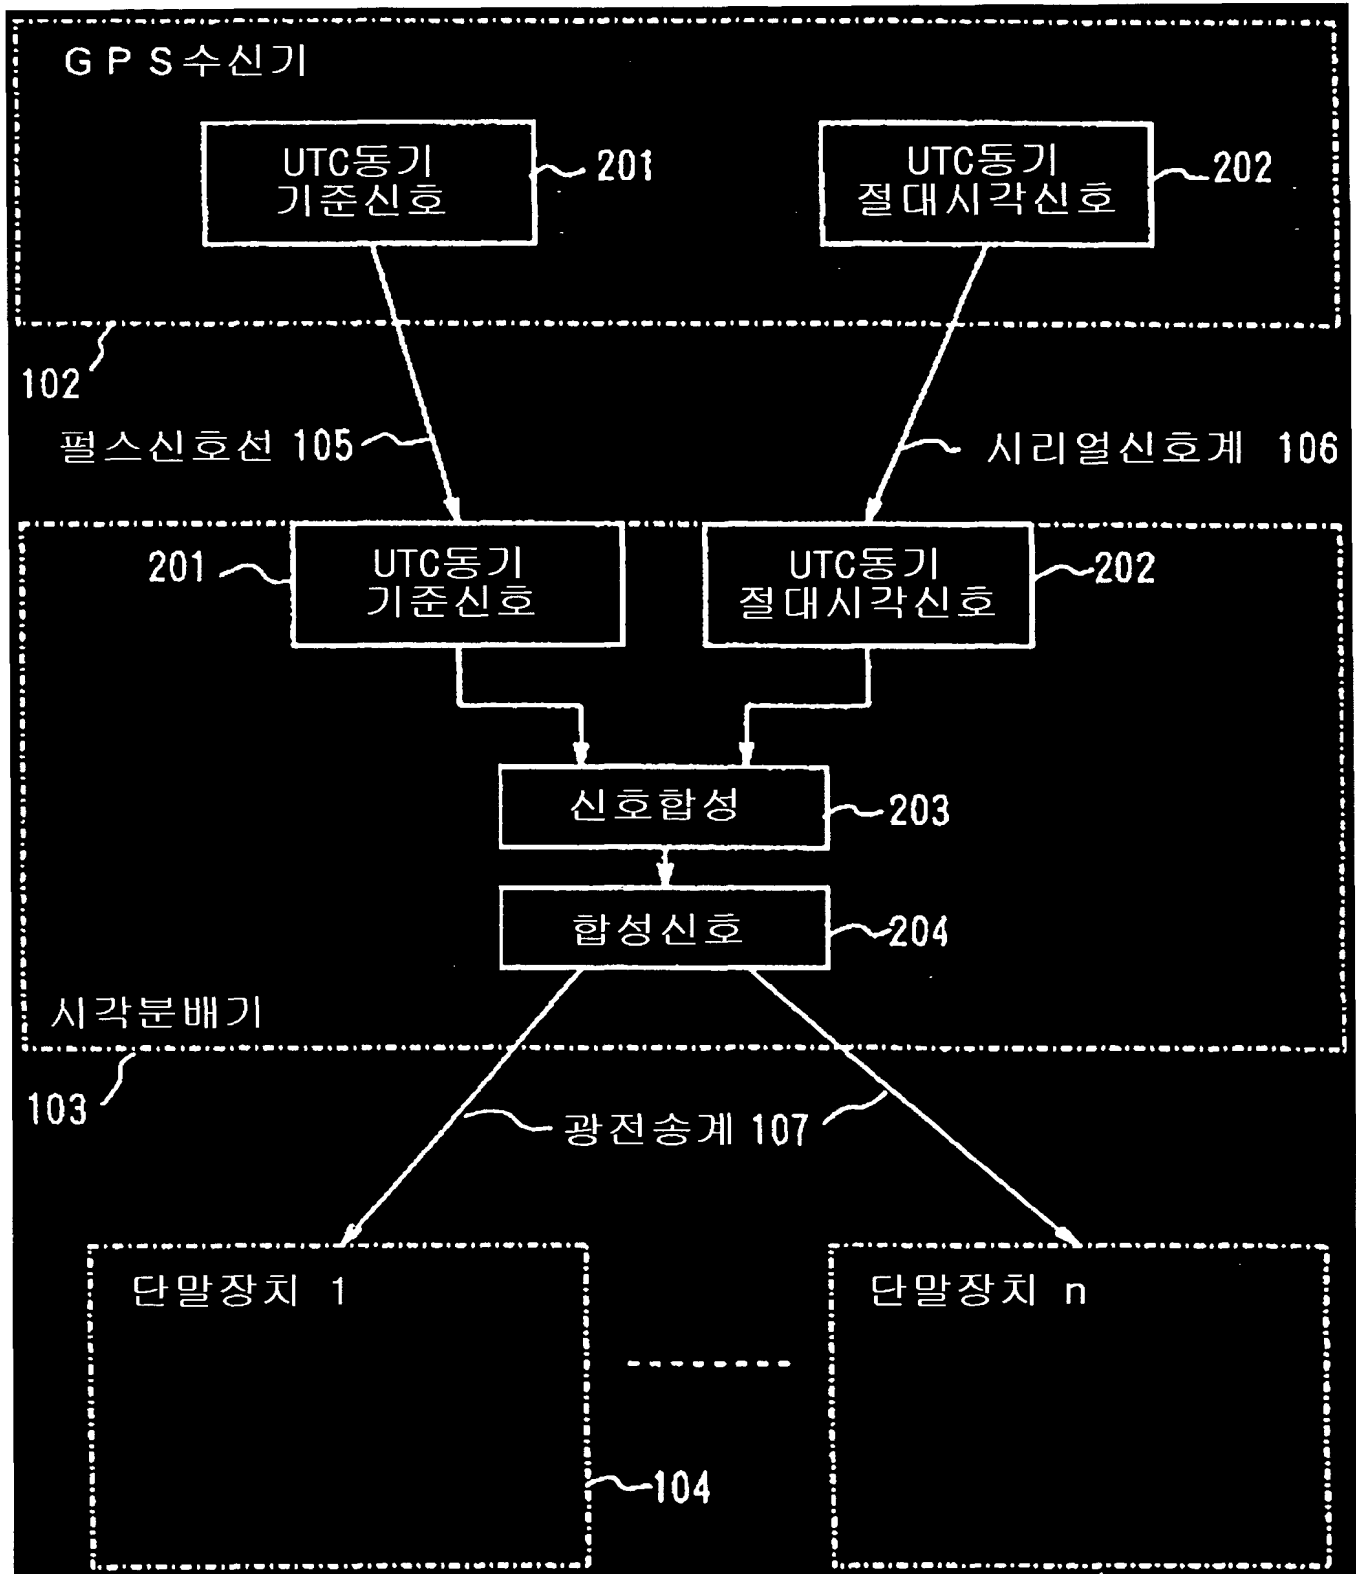 GPS수신기
UTC동기
기준신호
201
UTC동기
절대시각신호
202
102
펄스신호선 105
시리얼신호계 106
201
UTC동기
기준신호
UTC동기
절대시각신호
202
신호합성
203
합성신호
204
시각분배기
103
광전송계 107
단말장치 1
단말장치 n
104